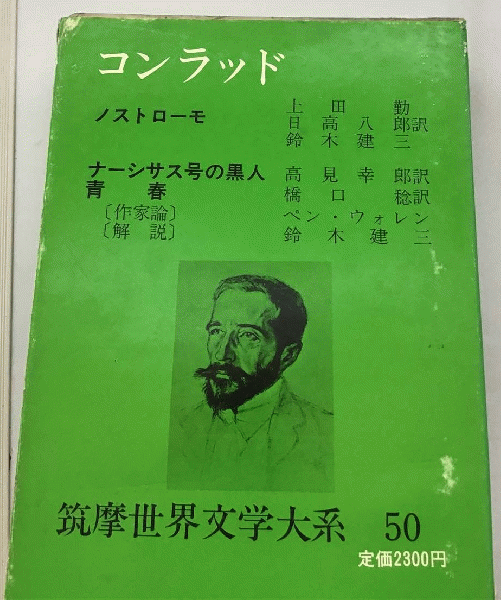 コンラッド
ノストローモ 上田勤
日高八郎訳
鈴木建三
ナーシサス号の黒人 高見幸郎訳
青春 橋口稔訳
〔作家論〕 ペン・ウォレン
〔解説〕 鈴木建三
筑摩世界文学大系 50
定価2300円